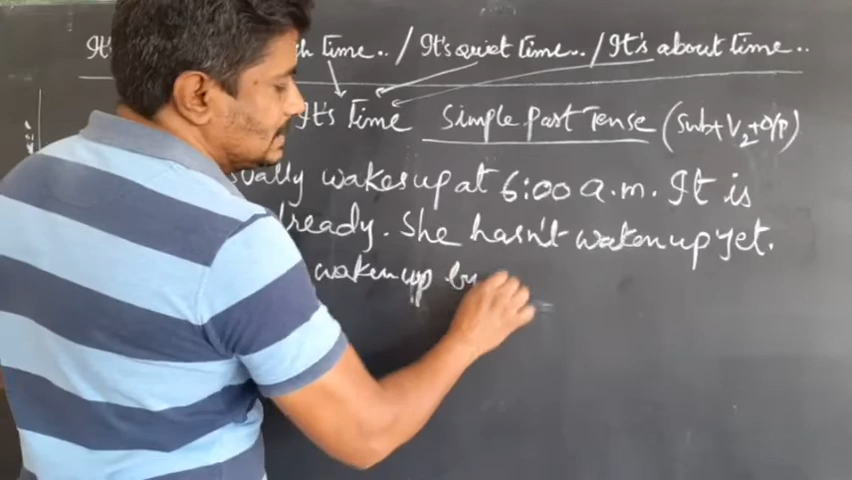 It's time.. / It's quiet time.. / It's about time..
It's Time Simple Past Tense (Sub+V2+O/P)
wakes up at 6:00 a.m. It is
She hasn't waken up yet.
waken up by